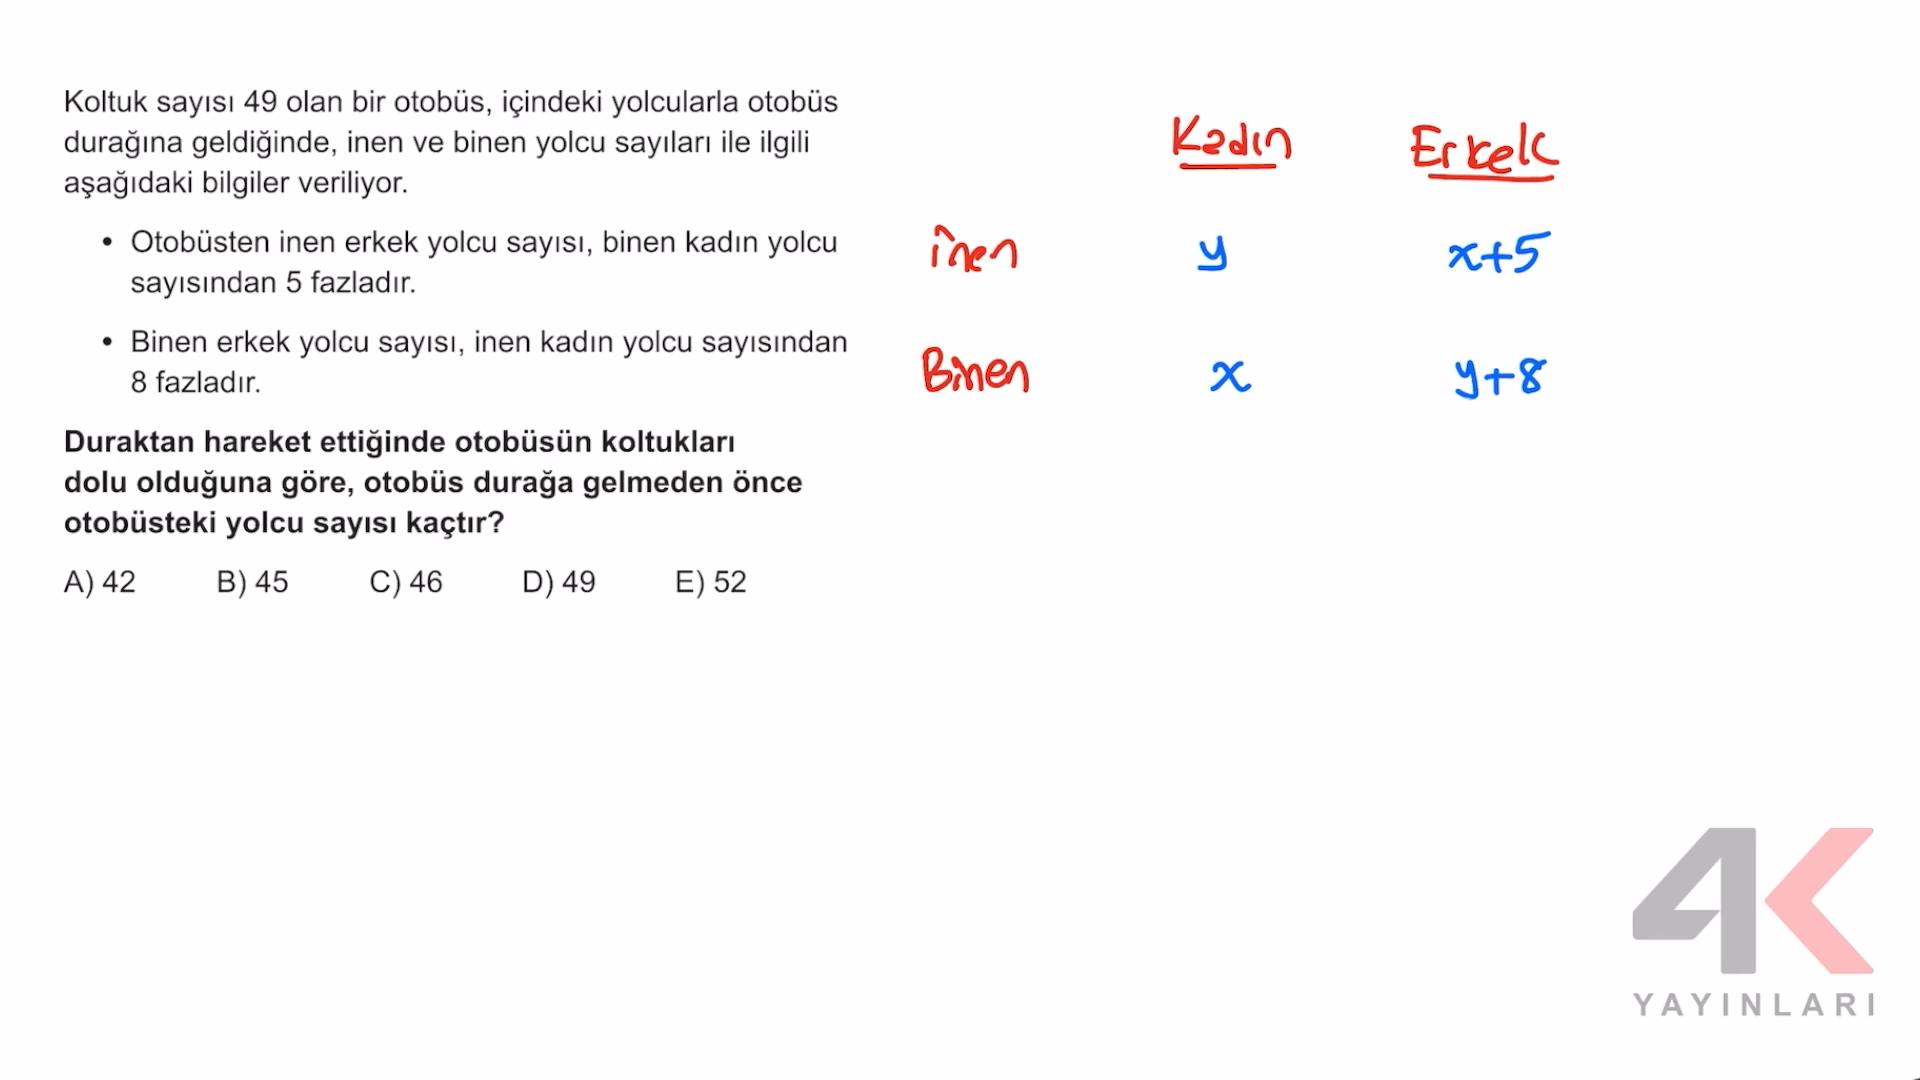 Koltuk sayısı 49 olan bir otobüs, içindeki yolcularla otobüs
durağına geldiğinde, inen ve binen yolcu sayıları ile ilgili
aşağıdaki bilgiler veriliyor.
• Otobüsten inen erkek yolcu sayısı, binen kadın yolcu
sayısından 5 fazladır.
• Binen erkek yolcu sayısı, inen kadın yolcu sayısından
8 fazladır.
Duraktan hareket ettiğinde otobüsün koltukları
dolu olduğuna göre, otobüs durağa gelmeden önce
otobüsteki yolcu sayısı kaçtır?
A) 42 B) 45 C) 46 D) 49 E) 52
Kadın Erkek
inen y x+5
Binen x y+8
4K
YAYINLARI